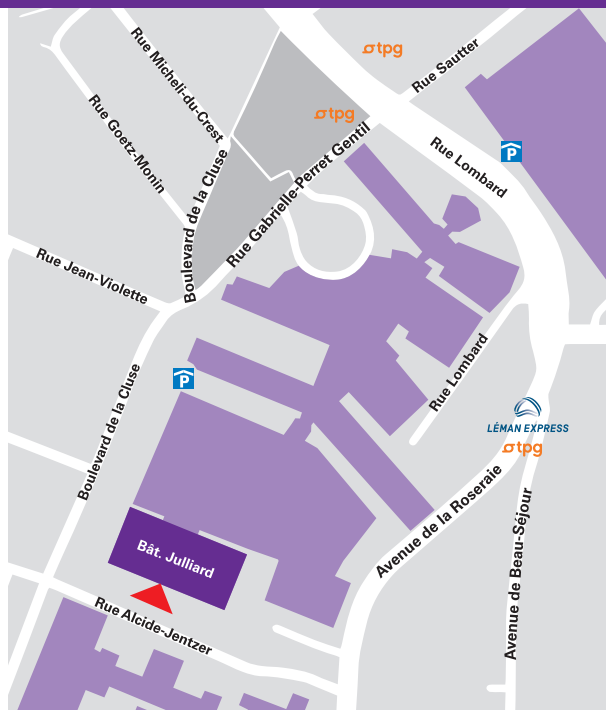 tpg
Rue Sautter
Rue Micheli-du-Crest
tpg
Rue Goetz-Monin
Rue Lombard
P
Boulevard de la Cluse
Rue Gabrielle-Perret Gentil
Rue Jean-Violette
P
Rue Lombard
Boulevard de la Cluse
LÉMAN EXPRESS
tpg
Avenue de la Roseraie
Avenue de Beau-Séjour
Bât. Julliard
Rue Alcide-Jentzer